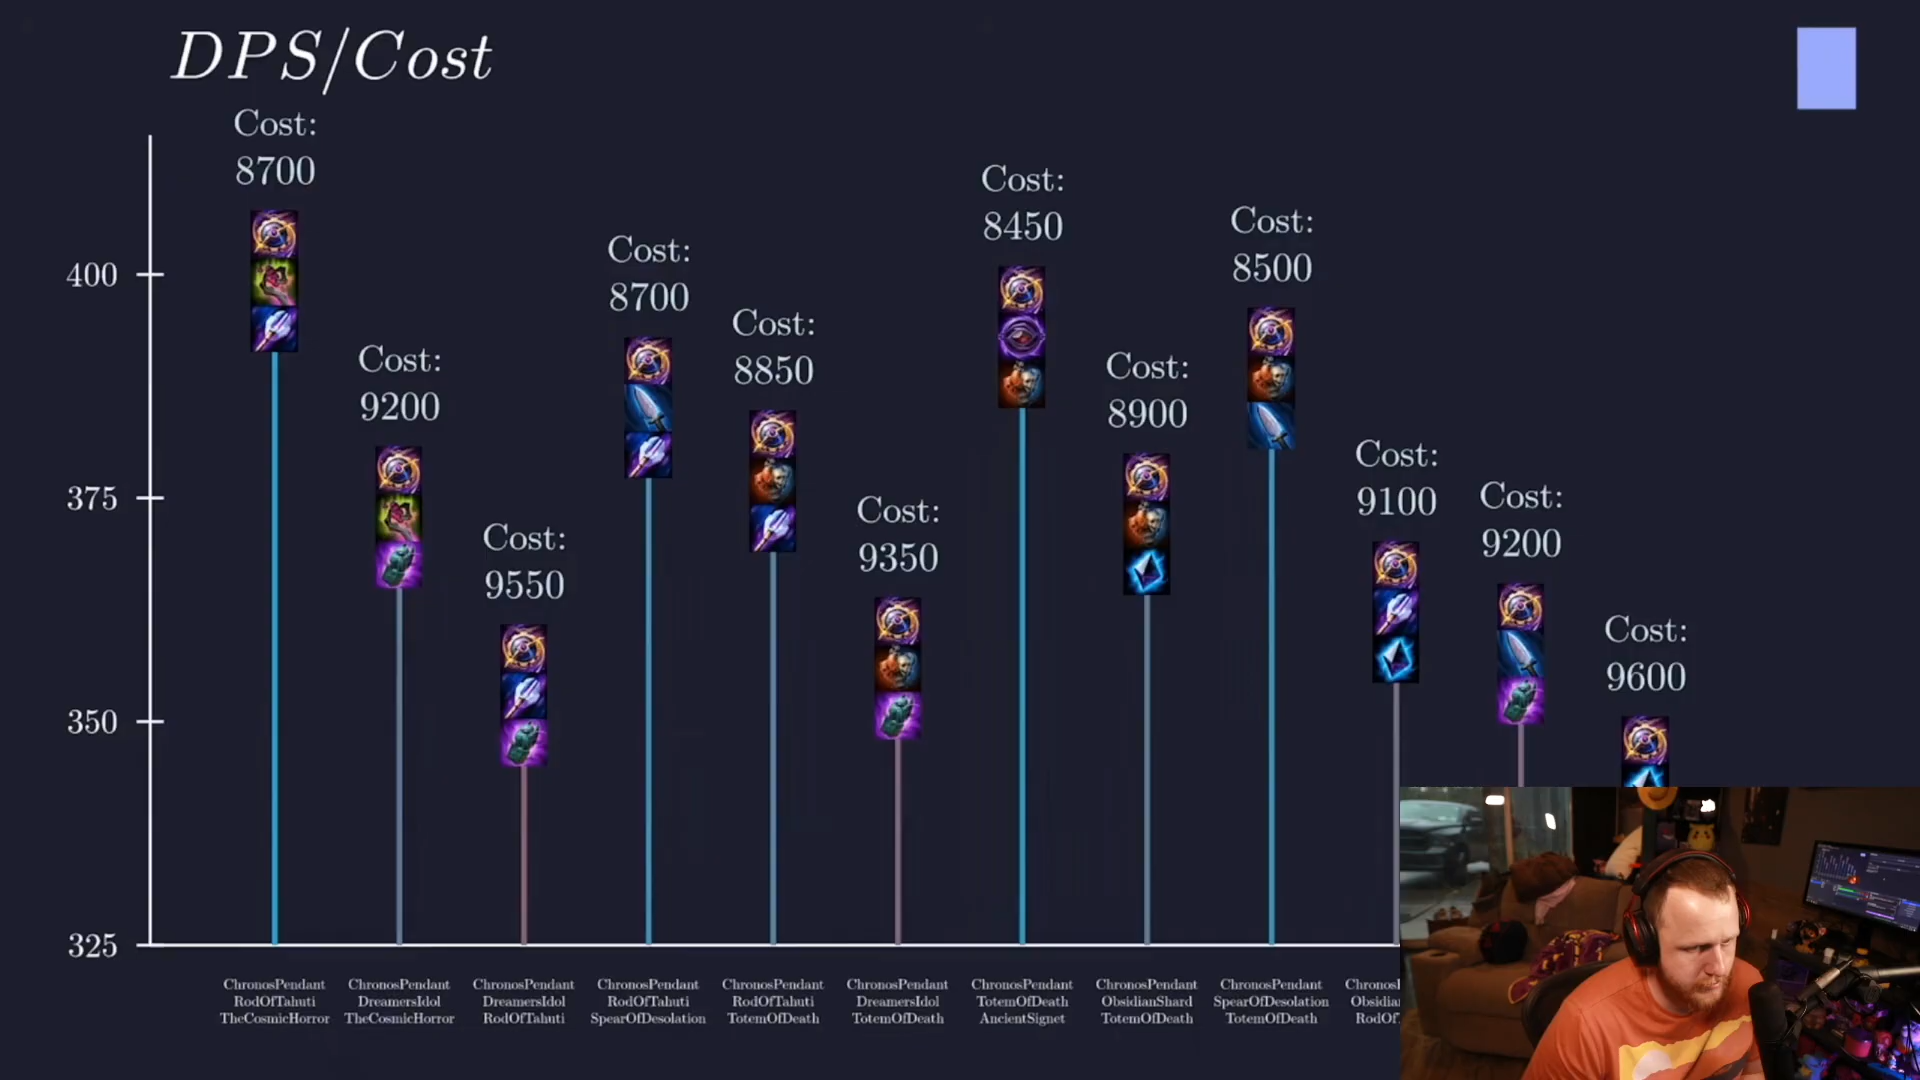 DPS/Cost
Cost:
8700
Cost:
9200
Cost:
9550
Cost:
8700
Cost:
8850
Cost:
9350
Cost:
8450
Cost:
8900
Cost:
8500
Cost:
9100
Cost:
9200
Cost:
9600
400
375
350
325
ChronosPendant
RodOfTahuti
TheCosmicHorror
ChronosPendant
DreamersIdol
TheCosmicHorror
ChronosPendant
DreamersIdol
RodOfTahuti
ChronosPendant
RodOfTahuti
SpearOfDesolation
ChronosPendant
RodOfTahuti
TotemOfDeath
ChronosPendant
DreamersIdol
TotemOfDeath
ChronosPendant
TotemOfDeath
AncientSignet
ChronosPendant
ObsidianShard
TotemOfDeath
ChronosPendant
SpearOfDesolation
TotemOfDeath